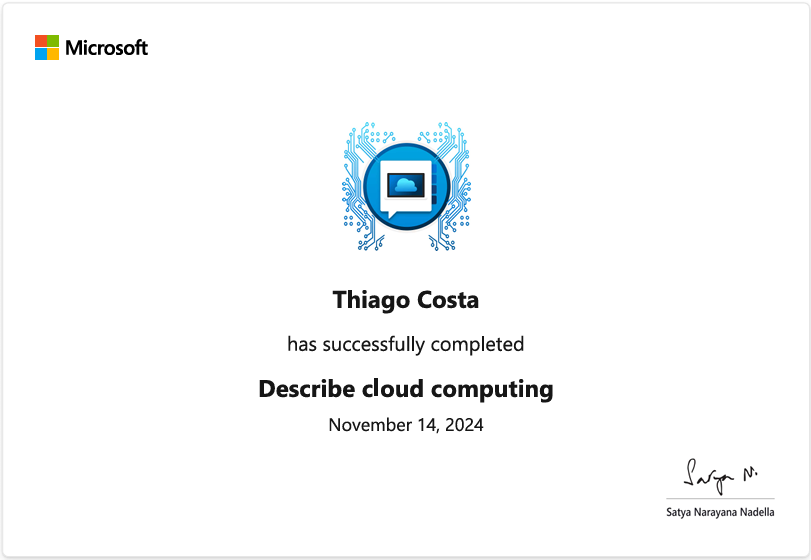 Microsoft
Thiago Costa
has successfully completed
Describe cloud computing
November 14, 2024
Satya N.
Satya Narayana Nadella